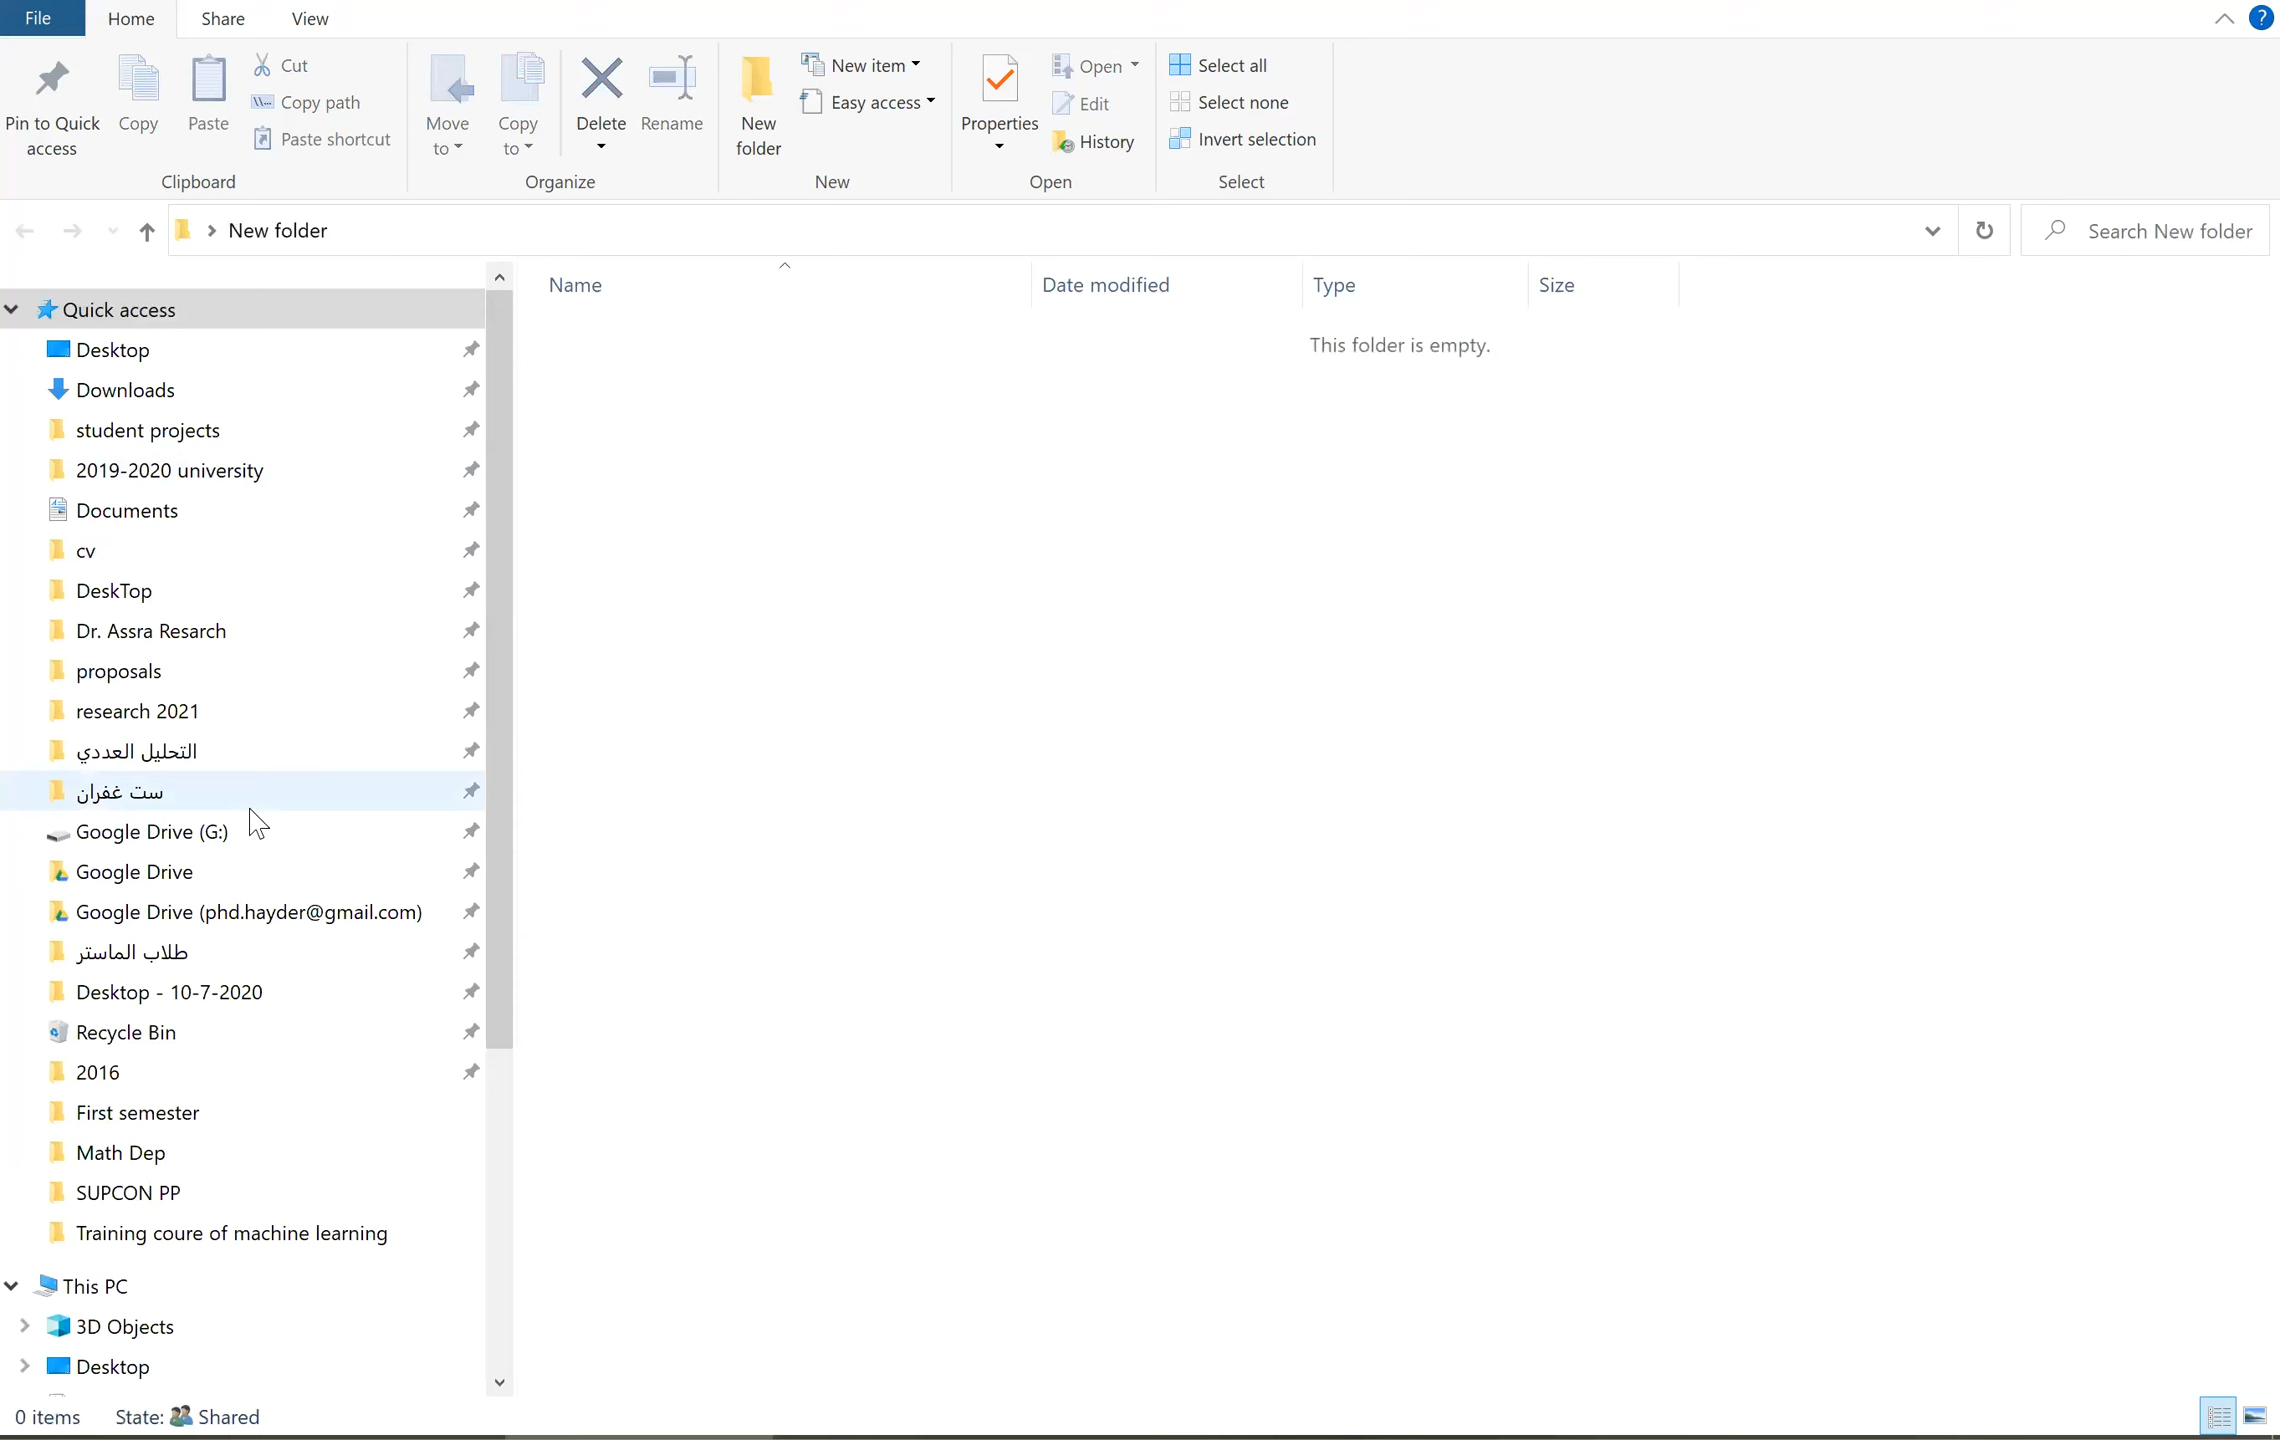 File Home Share View
Pin to Quick access
Copy
Paste
Cut
Copy path
Paste shortcut
Clipboard
Move to
Copy to
Delete
Rename
Organize
New folder
New item
Easy access
New
Properties
Open
Edit
History
Open
Select all
Select none
Invert selection
Select
New folder
Search New folder
Name Date modified Type Size
This folder is empty.
Quick access
Desktop
Downloads
student projects
2019-2020 university
Documents
cv
DeskTop
Dr. Assra Resarch
proposals
research 2021
التحليل العددي
ست غفران
Google Drive (G:)
Google Drive
Google Drive (phd.hayder@gmail.com)
طلاب الماستر
Desktop - 10-7-2020
Recycle Bin
2016
First semester
Math Dep
SUPCON PP
Training coure of machine learning
This PC
3D Objects
Desktop
0 items State: Shared